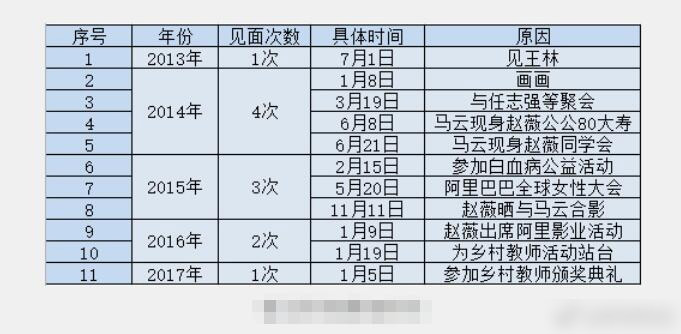 序号 年份 见面次数 具体时间 原因
1 2013年 1次 7月1日 见王林
2 2014年 4次 1月8日 画画
3 3月19日 与任志强等聚会
4 6月8日 马云现身赵薇公公80大寿
5 6月21日 马云现身赵薇同学会
6 2015年 3次 2月15日 参加白血病公益活动
7 5月20日 阿里巴巴全球女性大会
8 11月11日 赵薇晒与马云合影
9 2016年 2次 1月9日 赵薇出席阿里影业活动
10 1月19日 为乡村教师活动站台
11 2017年 1次 1月5日 参加乡村教师颁奖典礼